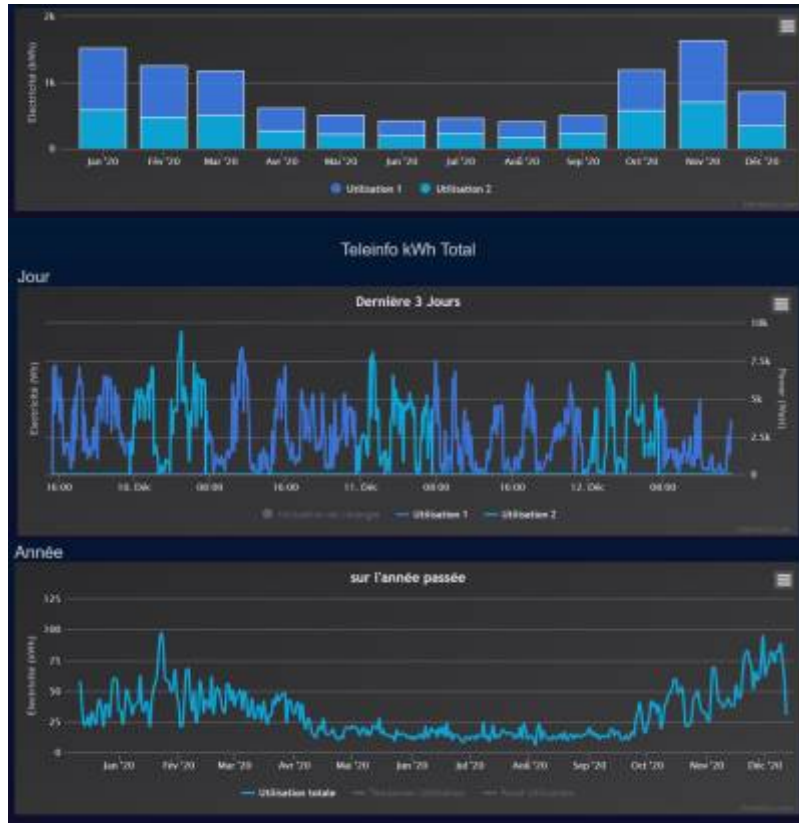 2k
Electricité (kWh)
1k
0
Jan '20 Fév '20 Mar '20 Avr '20 Mai '20 Jun '20 Jul '20 Aoû '20 Sep '20 Oct '20 Nov '20 Déc '20
Utilisation 1 Utilisation 2
Teleinfo kWh Total
Jour
Dernière 3 Jours
10k
7.5k
5k
2.5k
0
Electricité (Wh)
Power (Watt)
16:00 10. Déc 08:00 16:00 11. Déc 08:00 16:00 12. Déc 08:00
Utilisation 1 Utilisation 2
Année
sur l'année passée
125
100
75
50
25
0
Electricité (kWh)
Jan '20 Fév '20 Mar '20 Avr '20 Mai '20 Jun '20 Jul '20 Aoû '20 Sep '20 Oct '20 Nov '20 Déc '20
Utilisation totale